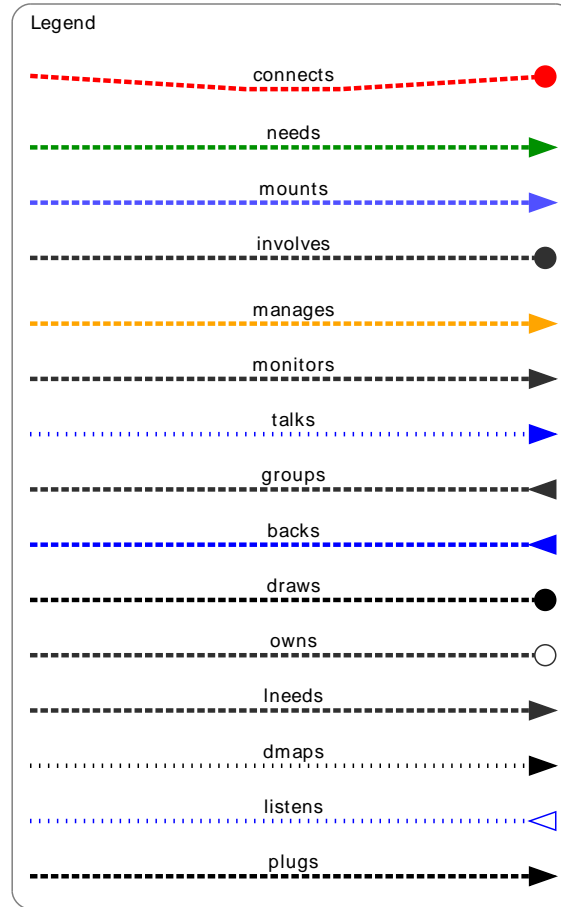 Legend
connects
needs
mounts
involves
manages
monitors
talks
groups
backs
draws
owns
lneeds
dmaps
listens
plugs